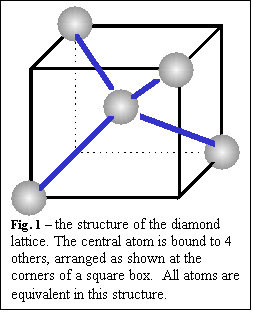 Fig. 1 – the structure of the diamond
lattice. The central atom is bound to 4
others, arranged as shown at the
corners of a square box. All atoms are
equivalent in this structure.